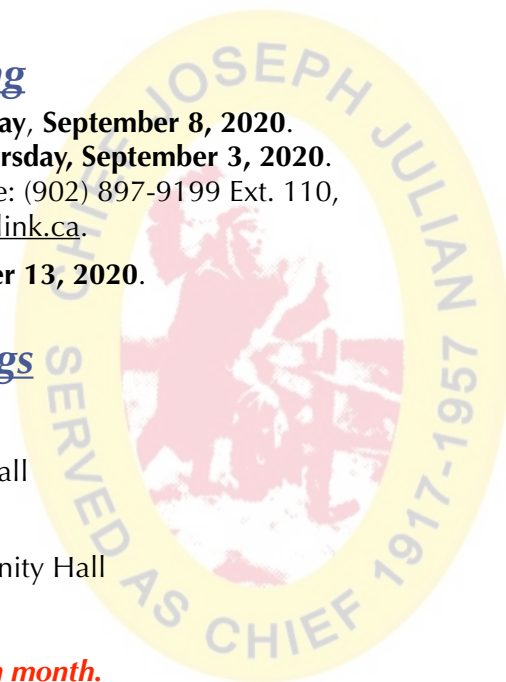 ng
ay, September 8, 2020.
rsday, September 3, 2020.
e: (902) 897-9199 Ext. 110,
link.ca.
er 13, 2020.
gs
all
nity Hall
n month.
CHIEF JOSEPH JULIAN
SERVED AS CHIEF 1917-1957